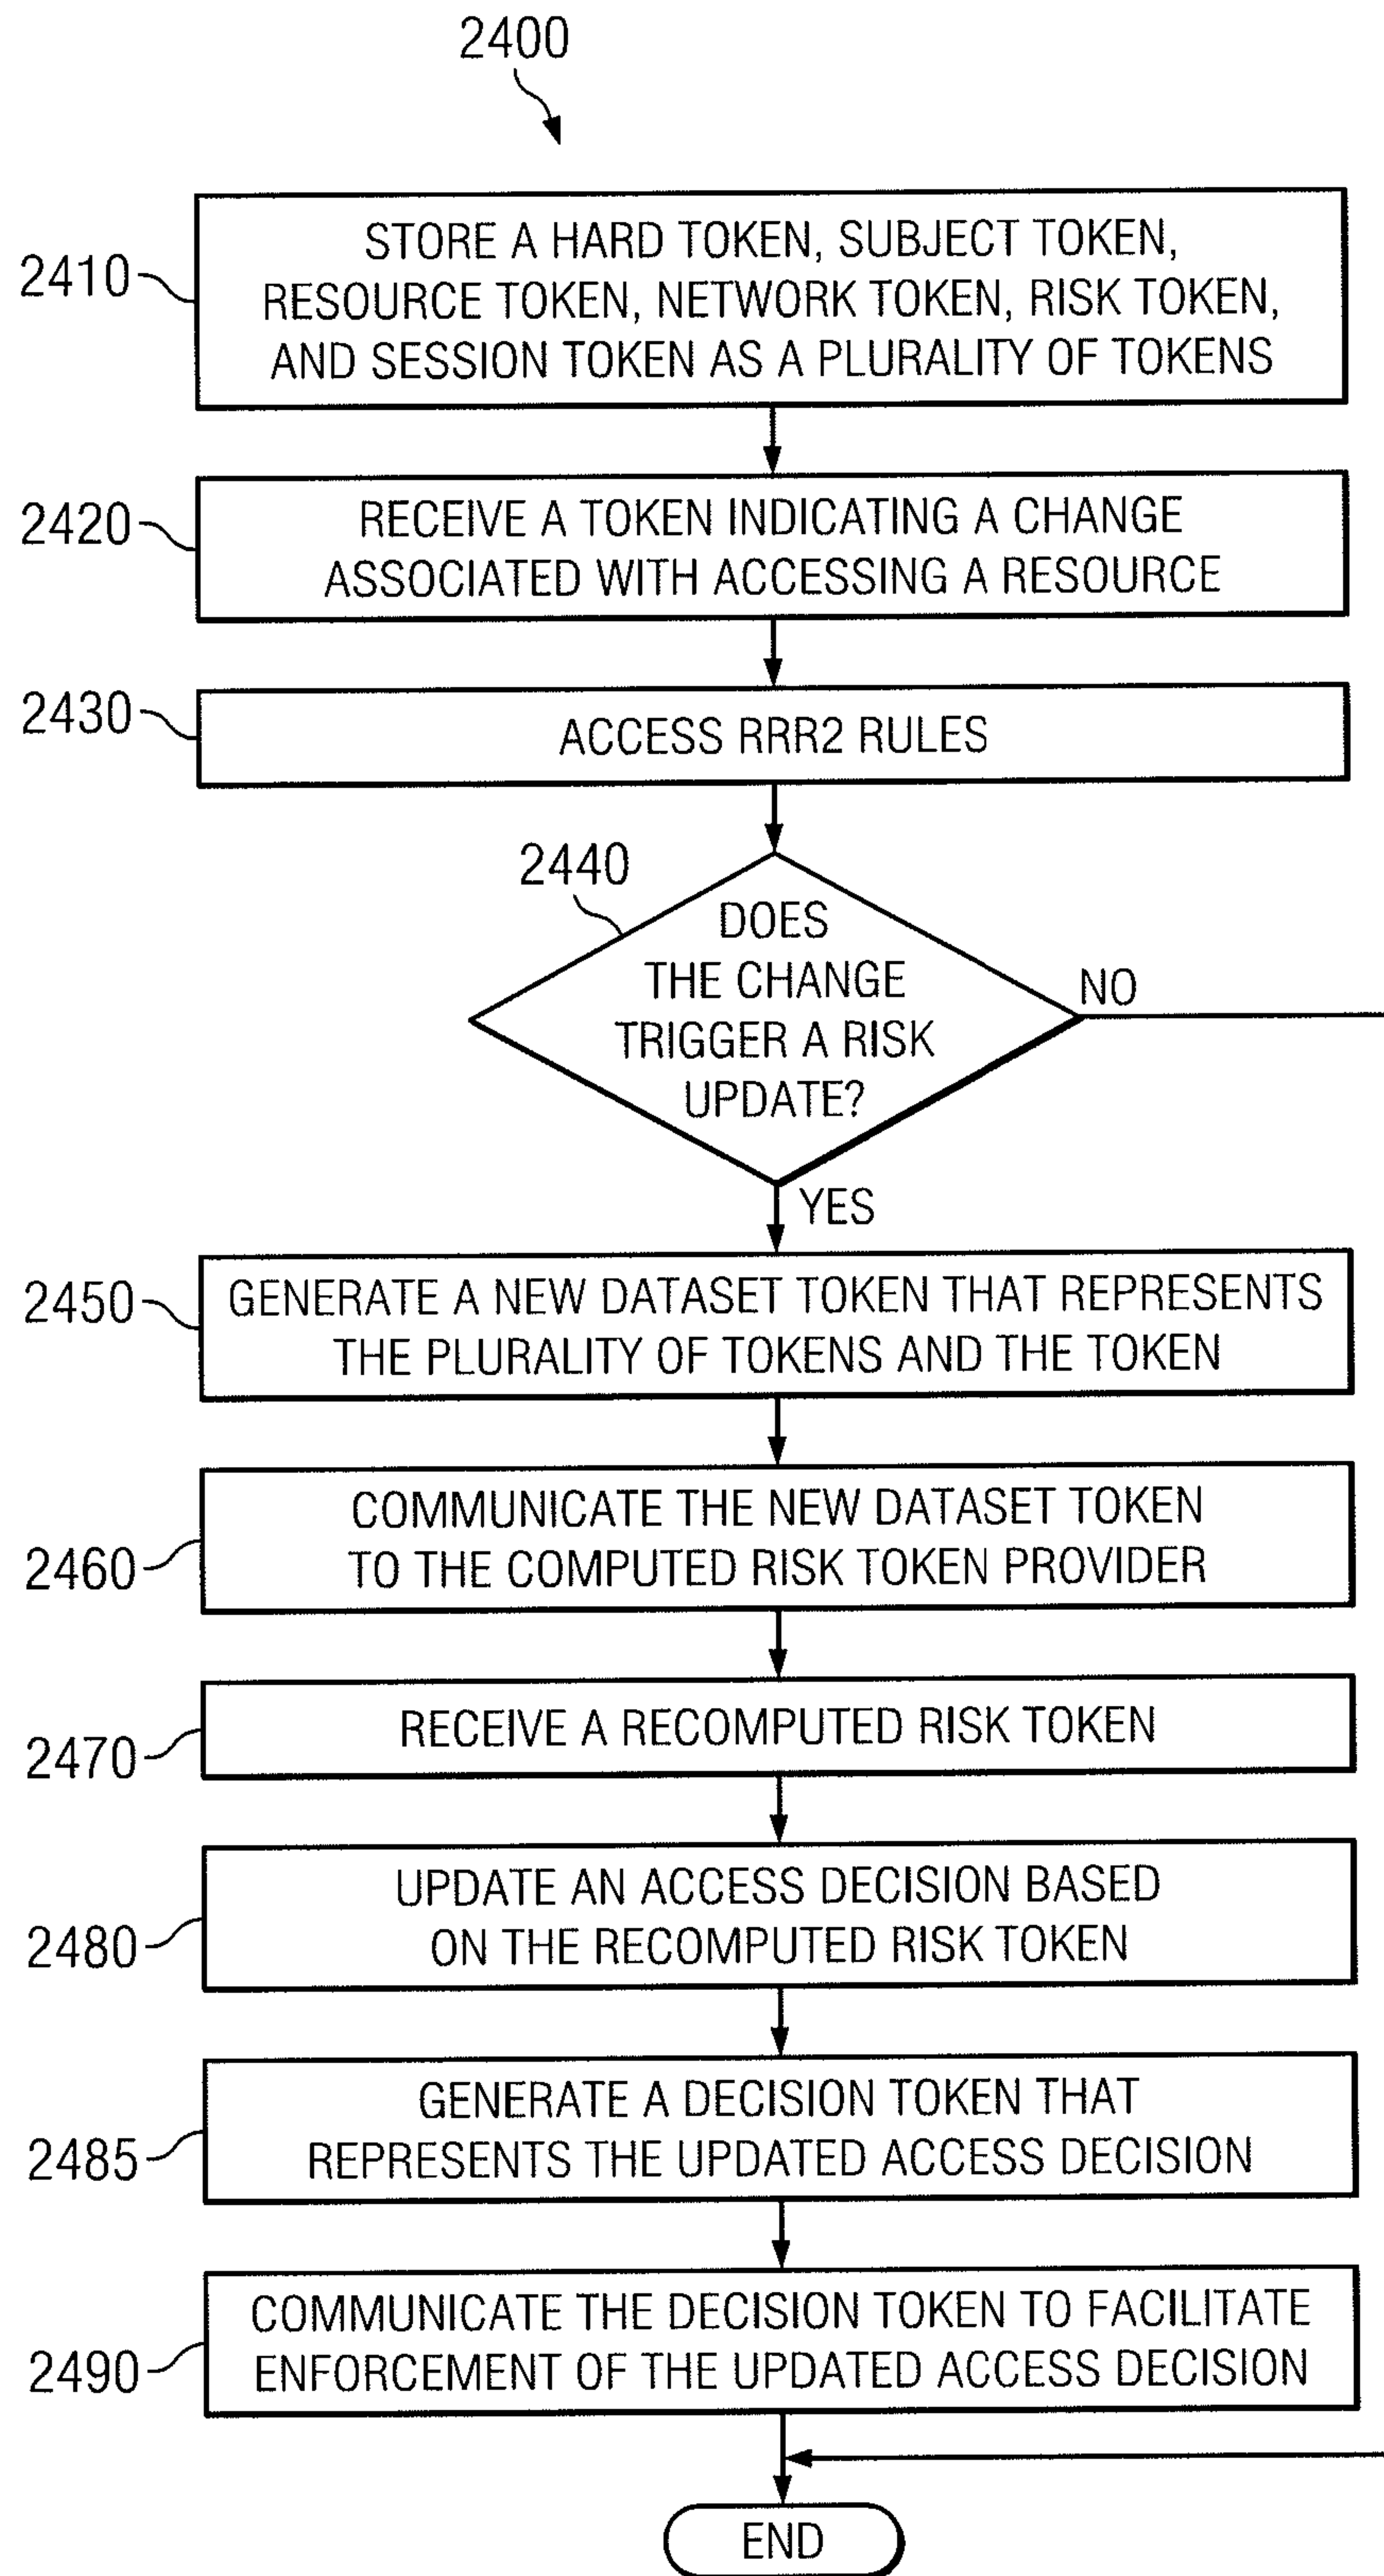 2400
2410
STORE A HARD TOKEN, SUBJECT TOKEN,
RESOURCE TOKEN, NETWORK TOKEN, RISK TOKEN,
AND SESSION TOKEN AS A PLURALITY OF TOKENS
2420
RECEIVE A TOKEN INDICATING A CHANGE
ASSOCIATED WITH ACCESSING A RESOURCE
2430
ACCESS RRR2 RULES
2440
DOES
THE CHANGE
TRIGGER A RISK
UPDATE?
NO
YES
2450
GENERATE A NEW DATASET TOKEN THAT REPRESENTS
THE PLURALITY OF TOKENS AND THE TOKEN
2460
COMMUNICATE THE NEW DATASET TOKEN
TO THE COMPUTED RISK TOKEN PROVIDER
2470
RECEIVE A RECOMPUTED RISK TOKEN
2480
UPDATE AN ACCESS DECISION BASED
ON THE RECOMPUTED RISK TOKEN
2485
GENERATE A DECISION TOKEN THAT
REPRESENTS THE UPDATED ACCESS DECISION
2490
COMMUNICATE THE DECISION TOKEN TO FACILITATE
ENFORCEMENT OF THE UPDATED ACCESS DECISION
END